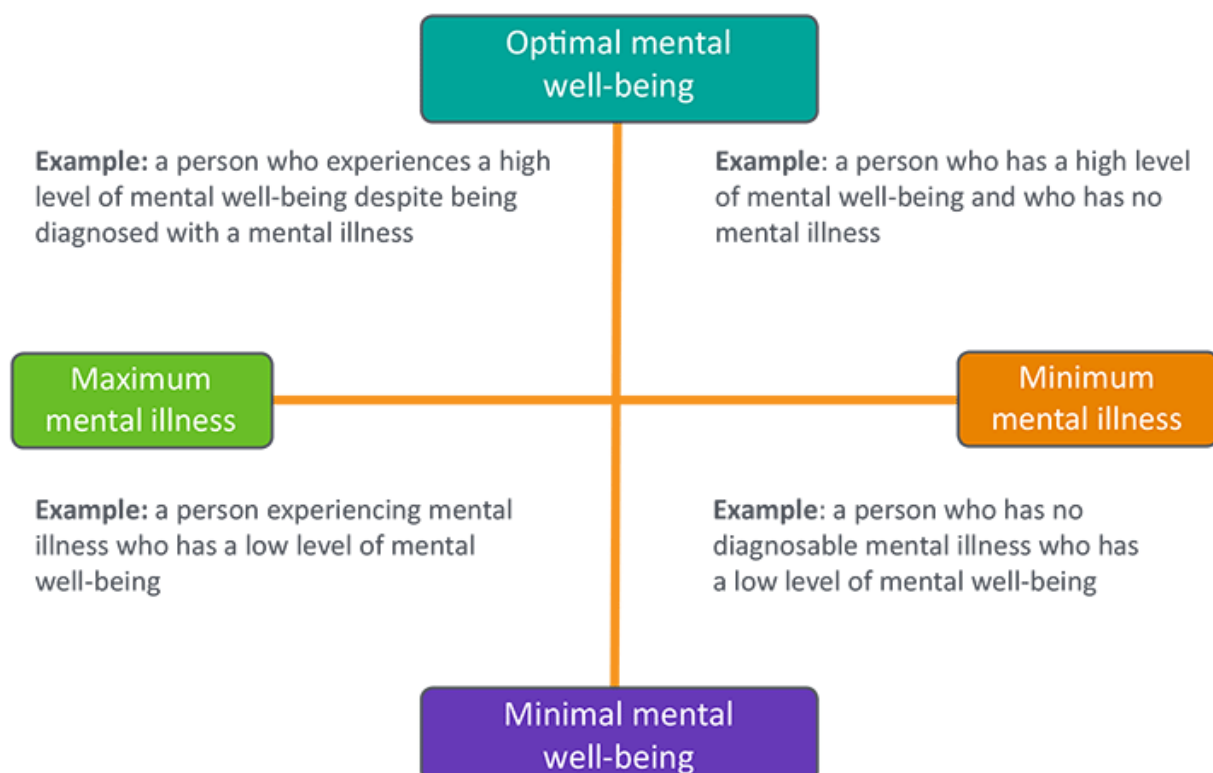 Optimal mental
well-being
Example: a person who experiences a high
level of mental well-being despite being
diagnosed with a mental illness
Example: a person who has a high level
of mental well-being and who has no
mental illness
Maximum
mental illness
Minimum
mental illness
Example: a person experiencing mental
illness who has a low level of mental
well-being
Example: a person who has no
diagnosable mental illness who has
a low level of mental well-being
Minimal mental
well-being